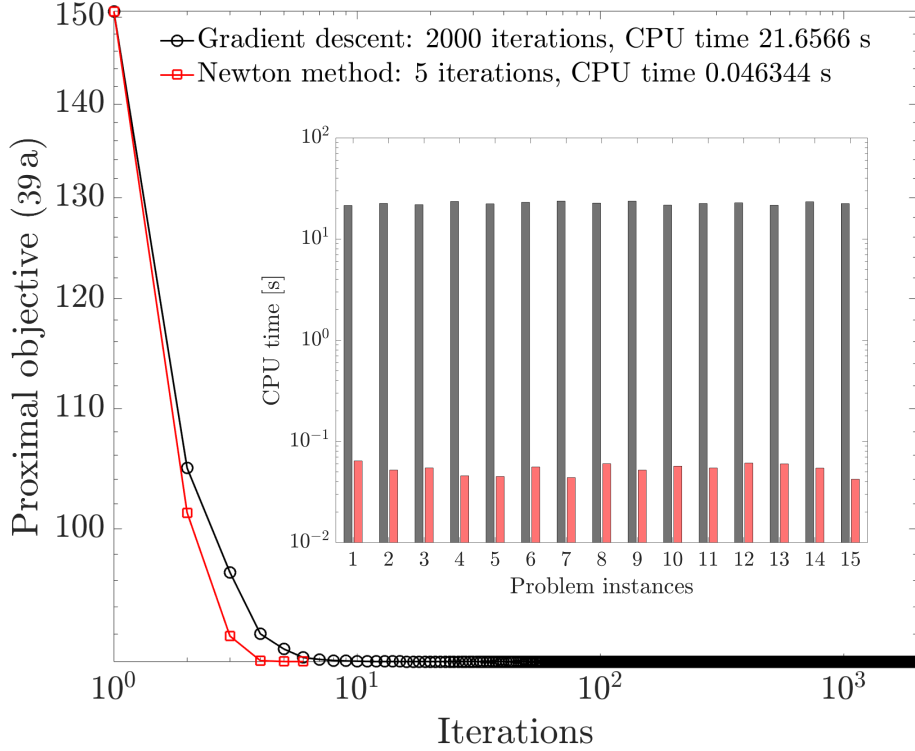 Gradient descent: 2000 iterations, CPU time 21.6566 s
Newton method: 5 iterations, CPU time 0.046344 s
Proximal objective (39 a)
150
140
130
120
110
100
10^0 10^1 10^2 10^3
Iterations
CPU time [s]
10^2
10^1
10^0
10^-1
10^-2
1 2 3 4 5 6 7 8 9 10 11 12 13 14 15
Problem instances